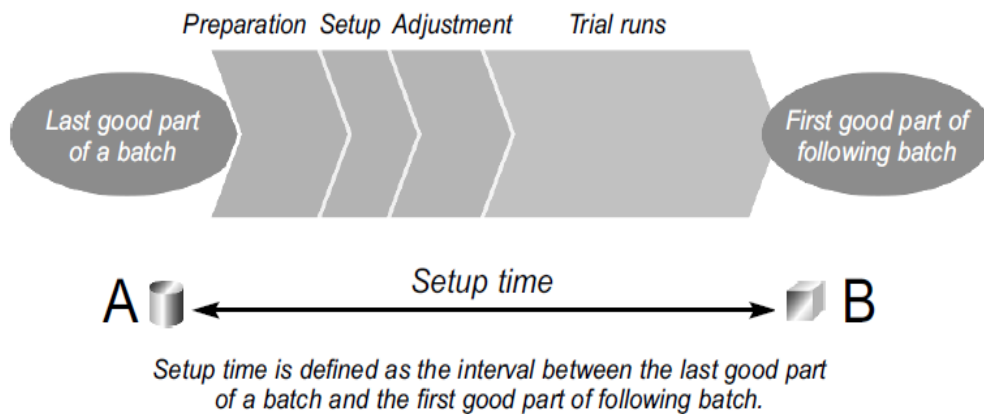 Preparation Setup Adjustment Trial runs
Last good part
of a batch
First good part of
following batch
A Setup time B
Setup time is defined as the interval between the last good part
of a batch and the first good part of following batch.